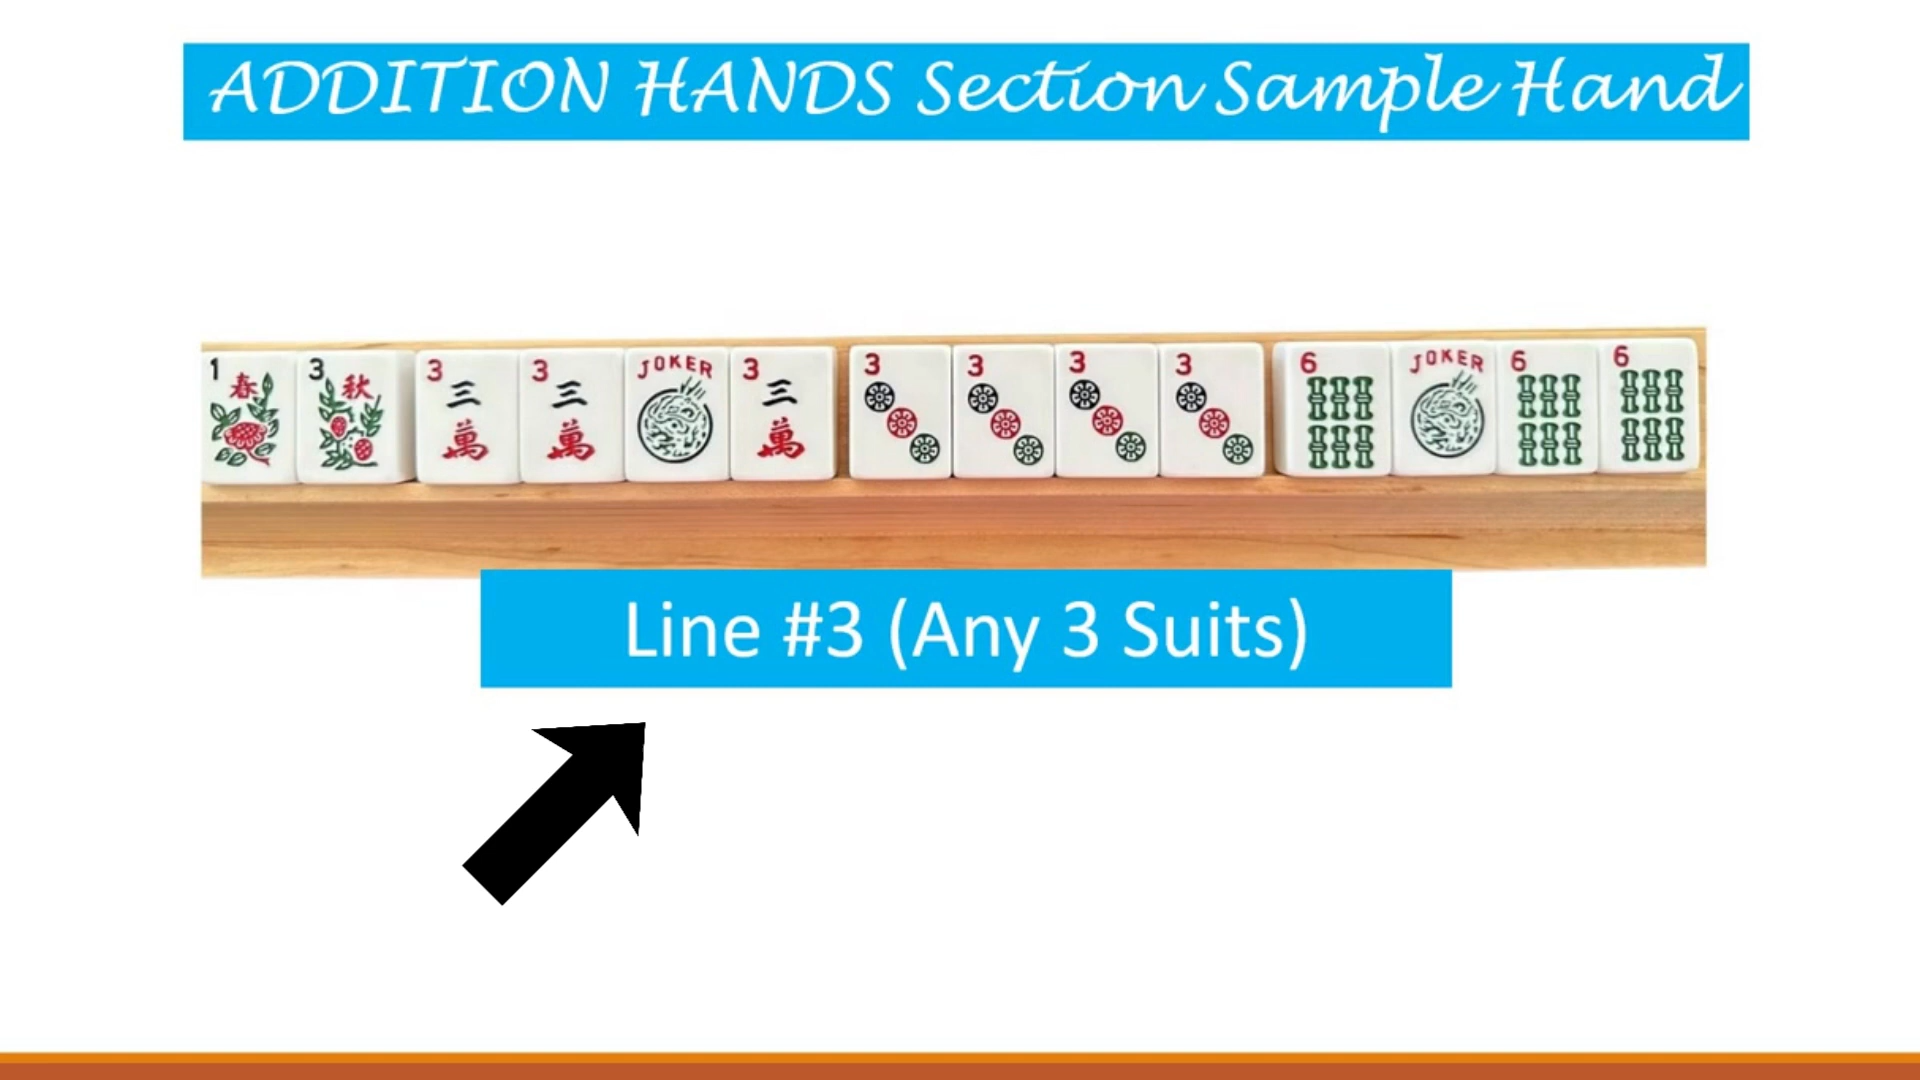 ADDITION HANDS Section Sample Hand
1 春 3 秋 3 三萬 3 三萬 JOKER 3 三萬 3 3 3 3 6 JOKER 6 6
Line #3 (Any 3 Suits)